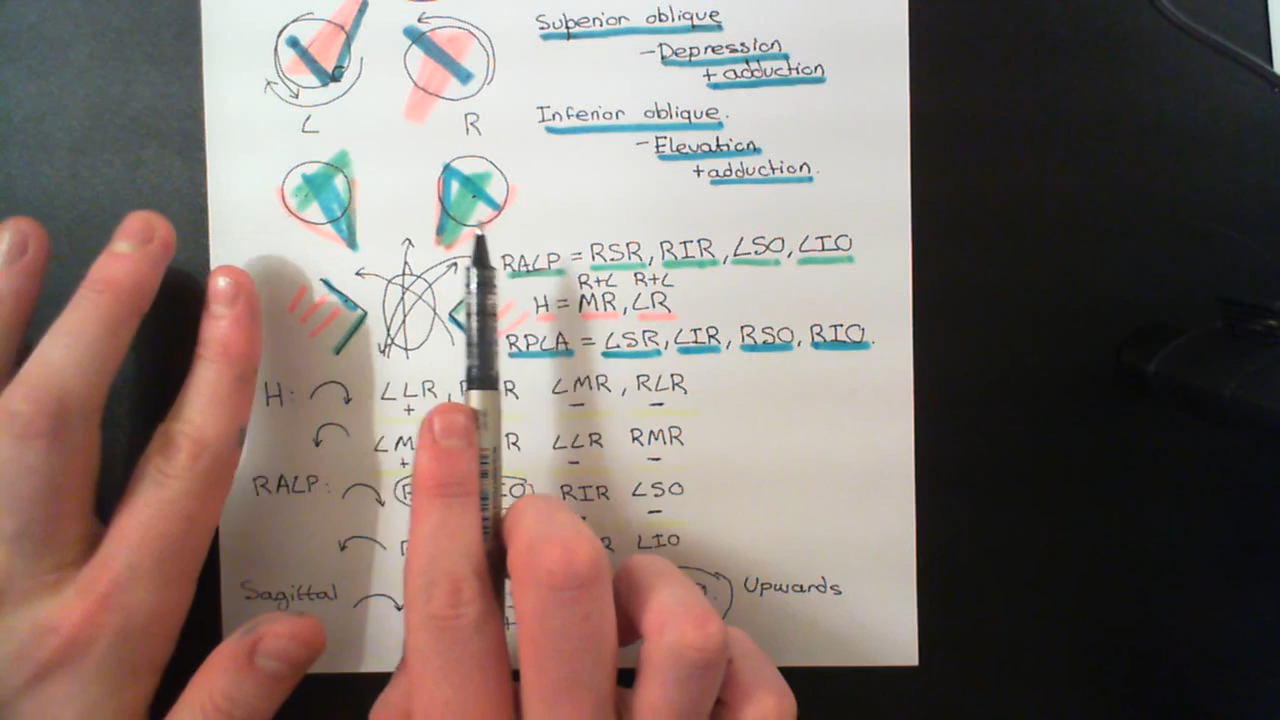 Superior oblique
- Depression
+ adduction
L R
Inferior oblique.
- Elevation
+ adduction.
RALP = RSR, RIR, LSO, LIO
R+L R+L
H = MR, LR
RPLA = LSR, LIR, RSO, RIO.
H: LLR, LMR, RLR
+ - -
LLR RMR
+ - -
RALP: RIR LSO
-
LIO
Sagittal Upwards
+